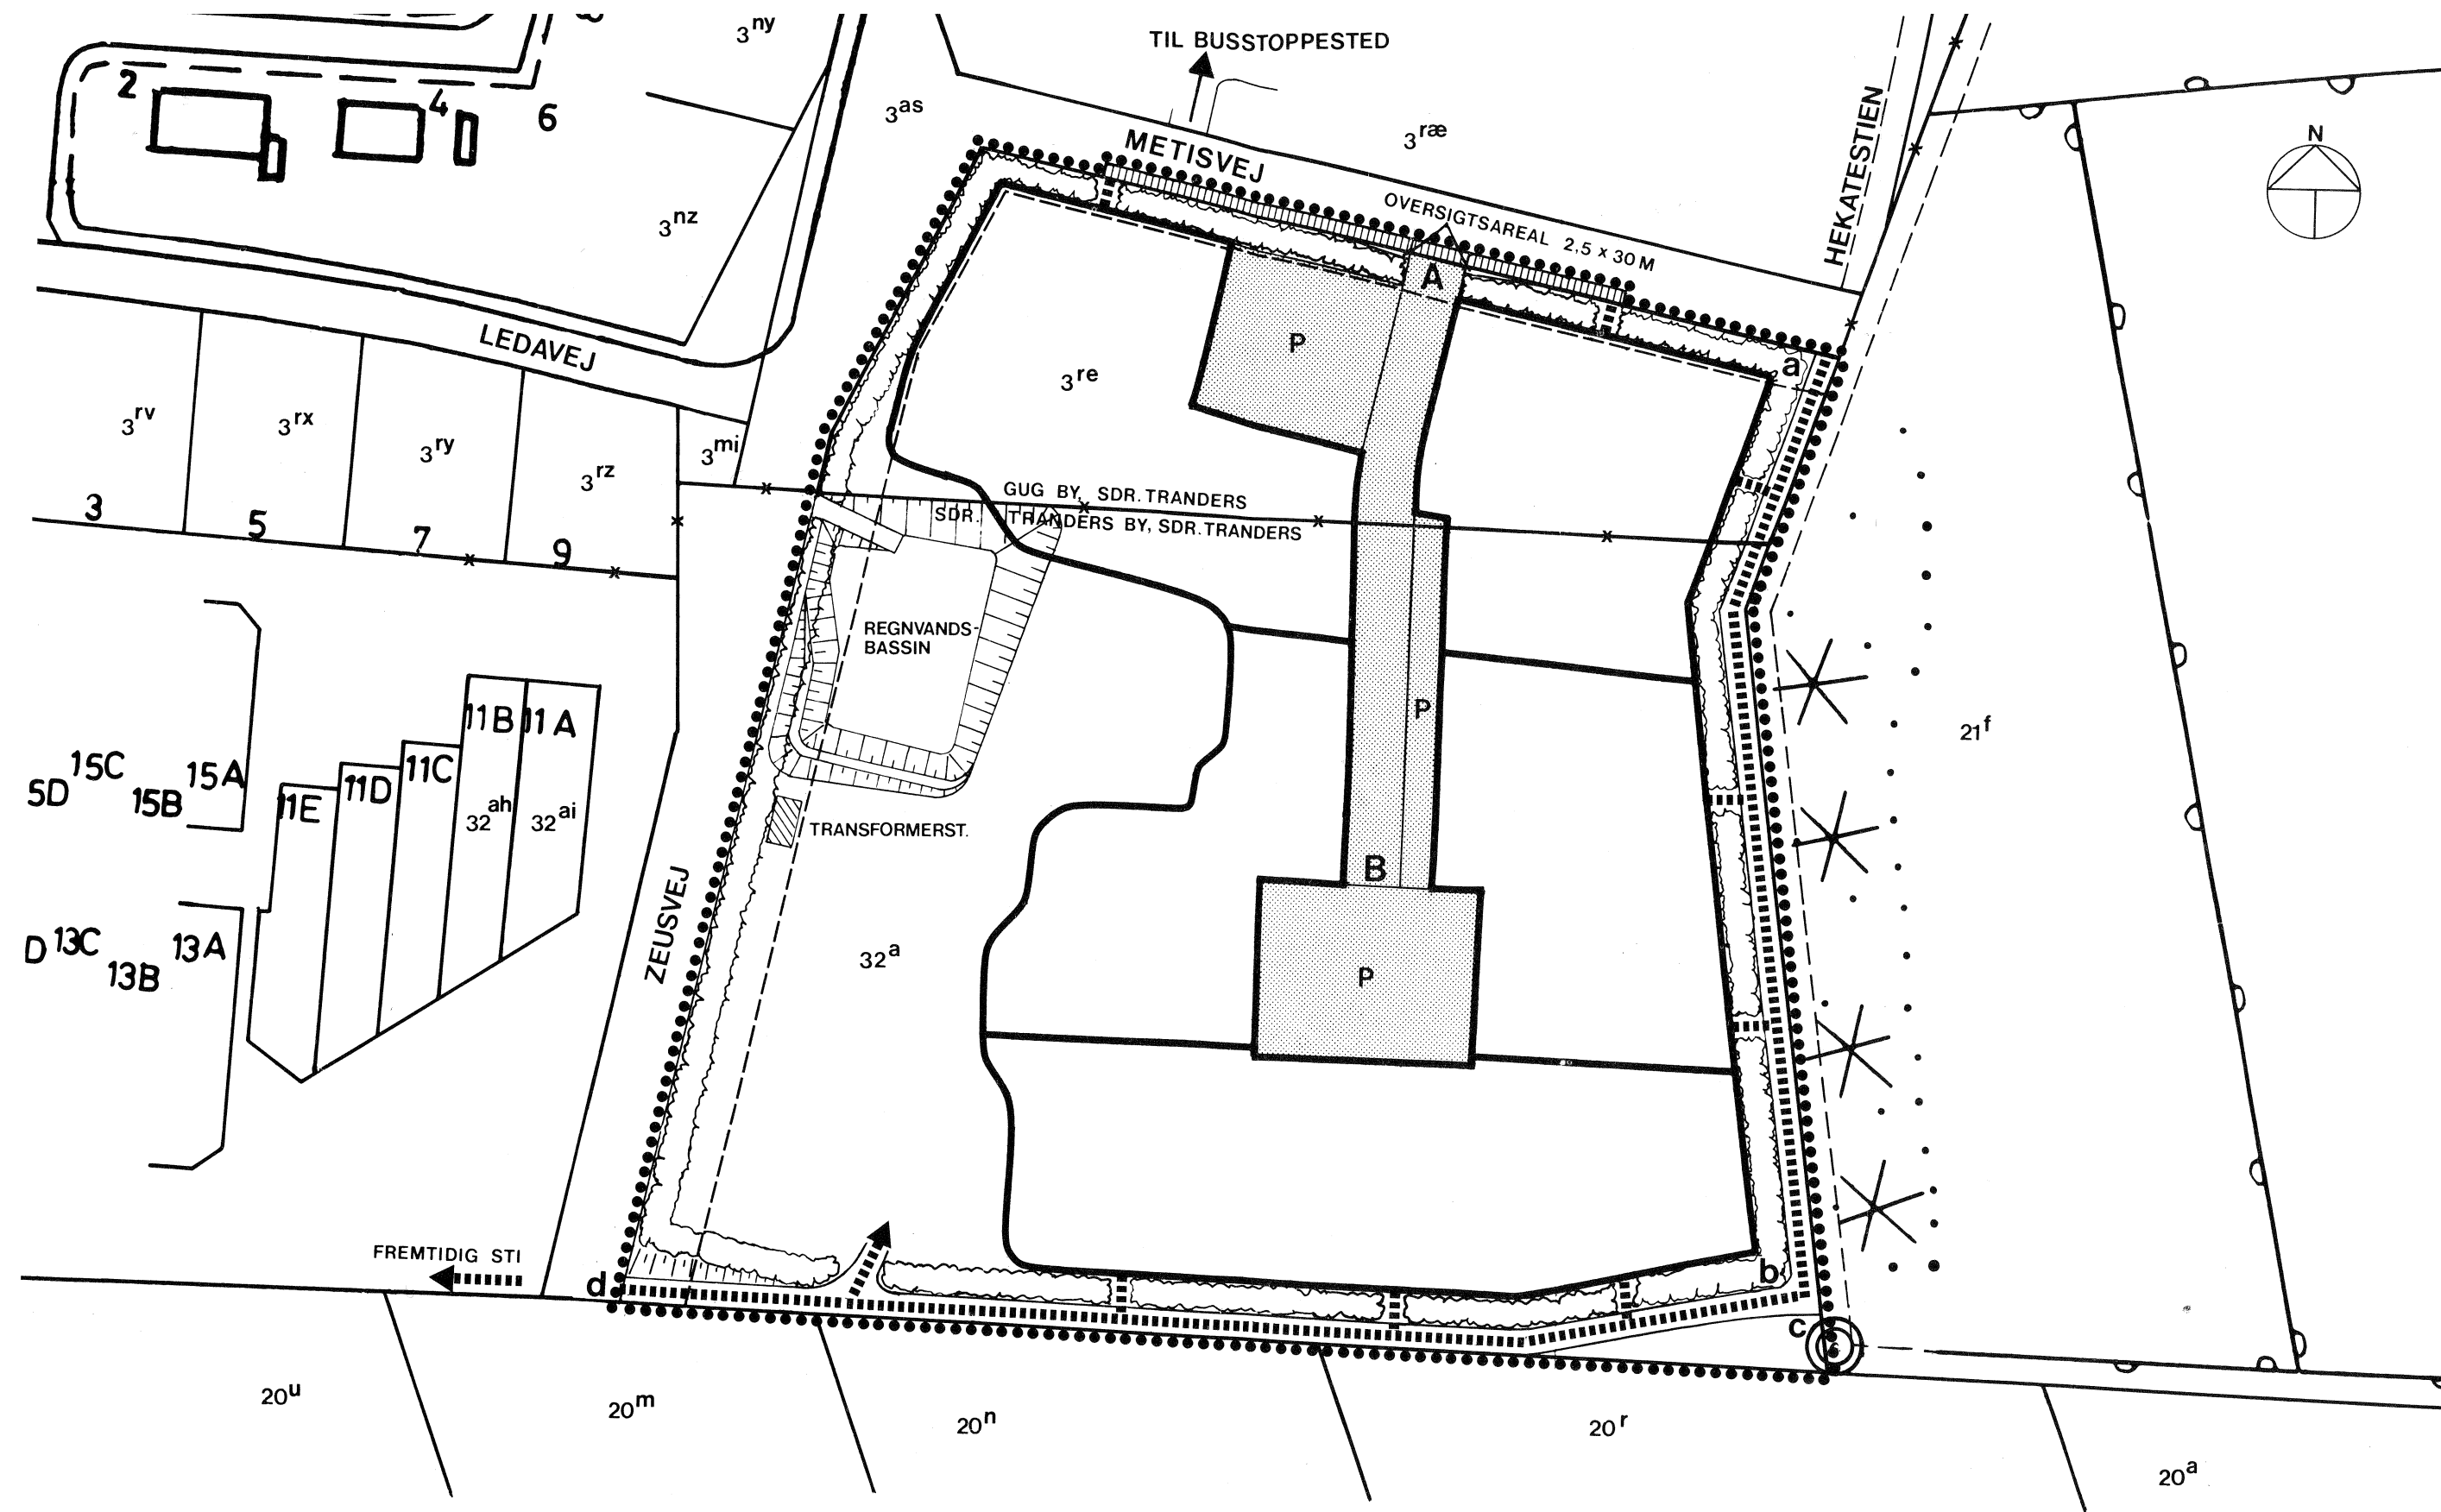 TIL BUSSTOPPESTED
3ny
2
4
6
3as
3ræ
METISVEJ
HEKATESTIEN
N
OVERSIGTSAREAL 2,5 x 30 M
3nz
A
P
LEDAVEJ
a
3re
3rv
3rx
3ry
3rz
3mi
GUG BY, SDR. TRANDERS
SDR. TRANDERS BY, SDR. TRANDERS
3
5
7
9
REGNVANDS-
BASSIN
11B
11A
P
21f
15C
15A
5D
15B
11E
11D
11C
32ah
32ai
TRANSFORMERST.
B
ZEUSVEJ
D
13C
13B
13A
32a
P
FREMTIDIG STI
d
b
c
20u
20m
20n
20r
20a